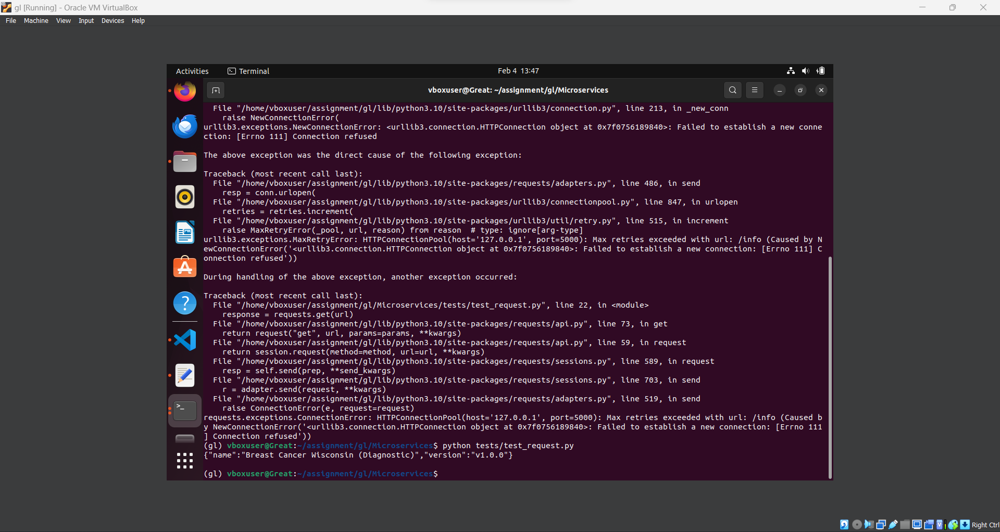 gl [Running] - Oracle VM VirtualBox
File Machine View Input Devices Help
Activities Terminal Feb 4 13:47
vboxuser@Great: ~/assignment/gl/Microservices
File "/home/vboxuser/assignment/gl/lib/python3.10/site-packages/urllib3/connection.py", line 213, in _new_conn
raise NewConnectionError(
urllib3.exceptions.NewConnectionError: <urllib3.connection.HTTPConnection object at 0x7f0756189840>: Failed to establish a new conne
ction: [Errno 111] Connection refused
The above exception was the direct cause of the following exception:
Traceback (most recent call last):
File "/home/vboxuser/assignment/gl/lib/python3.10/site-packages/requests/adapters.py", line 486, in send
resp = conn.urlopen(
File "/home/vboxuser/assignment/gl/lib/python3.10/site-packages/urllib3/connectionpool.py", line 847, in urlopen
retries = retries.increment(
File "/home/vboxuser/assignment/gl/lib/python3.10/site-packages/urllib3/util/retry.py", line 515, in increment
raise MaxRetryError(_pool, url, reason) from reason  # type: ignore[arg-type]
urllib3.exceptions.MaxRetryError: HTTPConnectionPool(host='127.0.0.1', port=5000): Max retries exceeded with url: /info (Caused by N
ewConnectionError('<urllib3.connection.HTTPConnection object at 0x7f0756189840>: Failed to establish a new connection: [Errno 111] C
onnection refused'))
During handling of the above exception, another exception occurred:
Traceback (most recent call last):
File "/home/vboxuser/assignment/gl/Microservices/tests/test_request.py", line 22, in <module>
response = requests.get(url)
File "/home/vboxuser/assignment/gl/lib/python3.10/site-packages/requests/api.py", line 73, in get
return request("get", url, params=params, **kwargs)
File "/home/vboxuser/assignment/gl/lib/python3.10/site-packages/requests/api.py", line 59, in request
return session.request(method=method, url=url, **kwargs)
File "/home/vboxuser/assignment/gl/lib/python3.10/site-packages/requests/sessions.py", line 589, in request
resp = self.send(prep, **send_kwargs)
File "/home/vboxuser/assignment/gl/lib/python3.10/site-packages/requests/sessions.py", line 703, in send
r = adapter.send(request, **kwargs)
File "/home/vboxuser/assignment/gl/lib/python3.10/site-packages/requests/adapters.py", line 519, in send
raise ConnectionError(e, request=request)
requests.exceptions.ConnectionError: HTTPConnectionPool(host='127.0.0.1', port=5000): Max retries exceeded with url: /info (Caused b
y NewConnectionError('<urllib3.connection.HTTPConnection object at 0x7f0756189840>: Failed to establish a new connection: [Errno 111
] Connection refused'))
(gl) vboxuser@Great:~/assignment/gl/Microservices$ python tests/test_request.py
{"name":"Breast Cancer Wisconsin (Diagnostic)","version":"v1.0.0"}
(gl) vboxuser@Great:~/assignment/gl/Microservices$
Right Ctrl